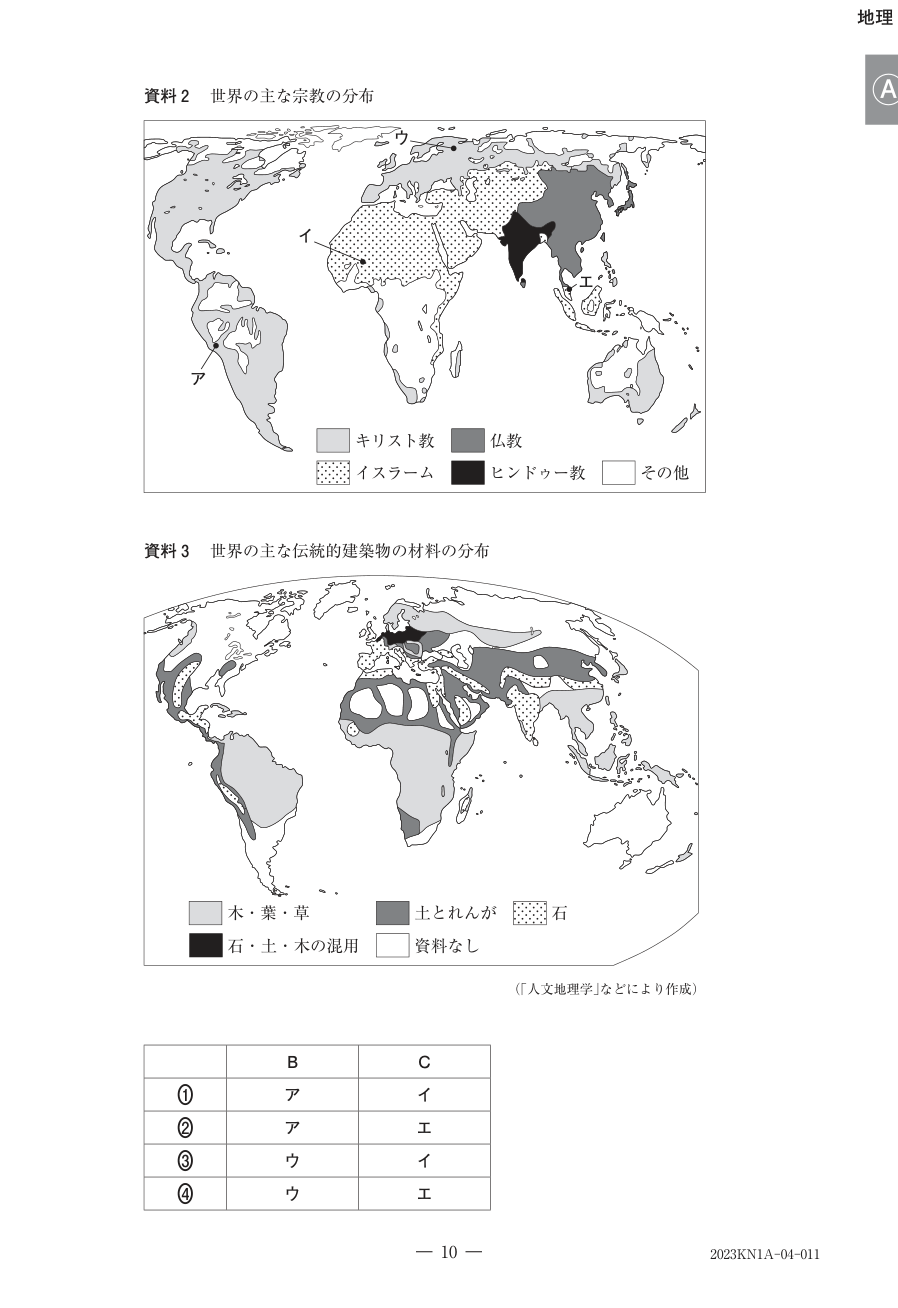 地理
Ⓐ
資料2 世界の主な宗教の分布
ウ
イ
エ
ア
キリスト教 仏教
イスラーム ヒンドゥー教 その他
資料3 世界の主な伝統的建築物の材料の分布
木・葉・草 土とれんが 石
石・土・木の混用 資料なし
(「人文地理学」などにより作成)
B C
① ア イ
② ア エ
③ ウ イ
④ ウ エ
― 10 ―
2023KN1A-04-011